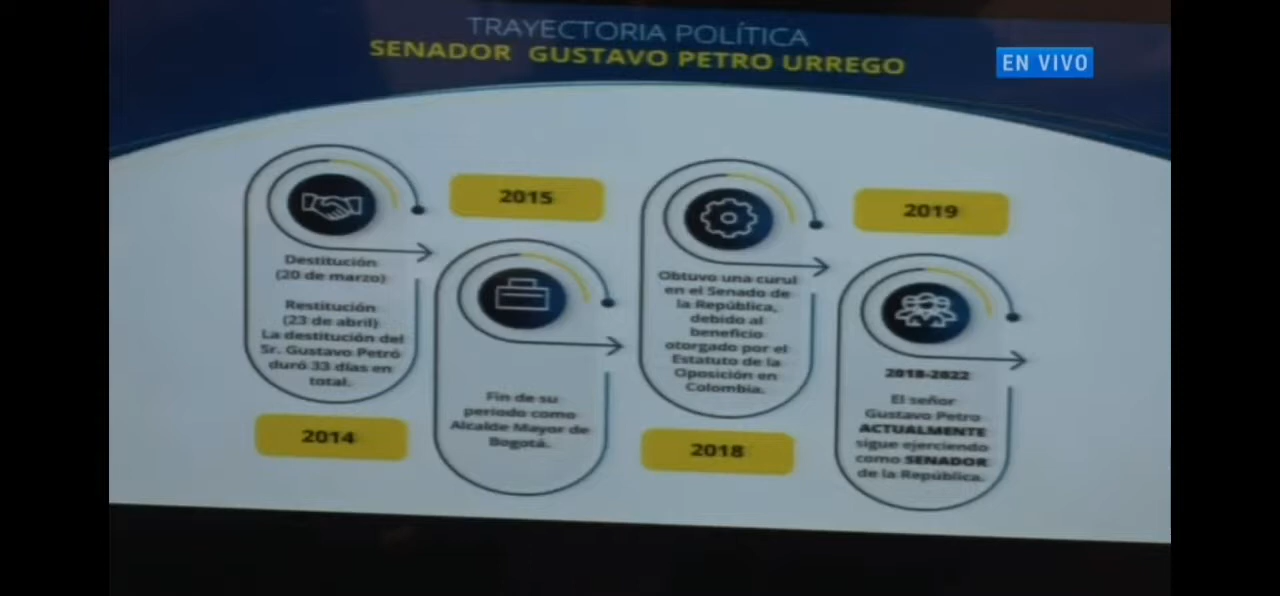 TRAYECTORIA POLÍTICA
SENADOR GUSTAVO PETRO URREGO
EN VIVO
Destitución
(20 de marzo)
Restitución
(23 de abril)
La destitución del
Sr. Gustavo Petro
duró 33 días en
total.
2014
2015
Fin de su
periodo como
Alcalde Mayor de
Bogotá.
Obtuvo una curul
en el Senado de
la República,
debido al
beneficio
otorgado por el
Estatuto de la
Oposición en
Colombia.
2018
2019
2018-2022
El señor
Gustavo Petro
ACTUALMENTE
sigue ejerciendo
como SENADOR
de la República.